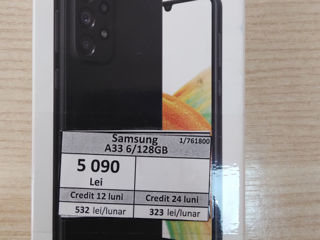 Samsung
A33 6/128GB
1/761800
5 090
Lei
Credit 12 luni
Credit 24 luni
532 lei/lunar
323 lei/lunar